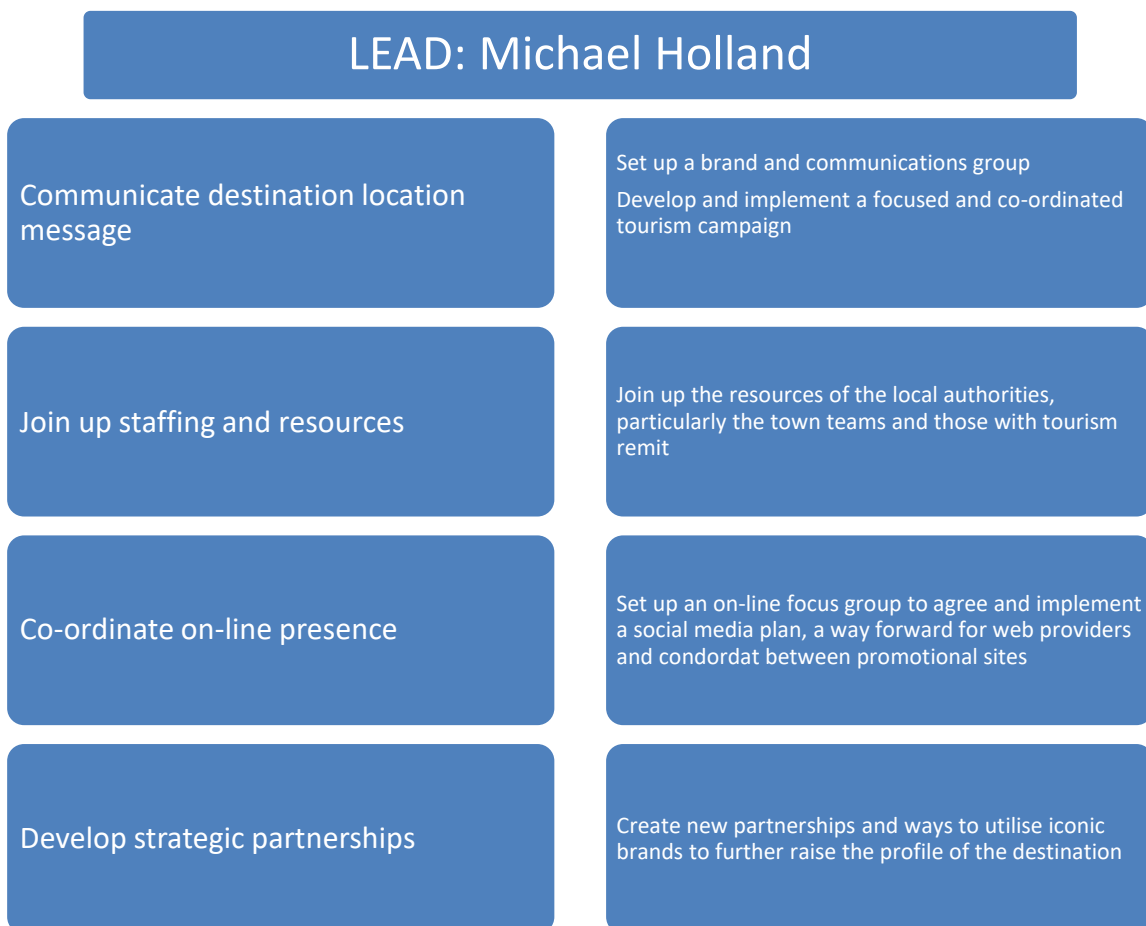 LEAD: Michael Holland
Communicate destination location
message
Set up a brand and communications group
Develop and implement a focused and co-ordinated
tourism campaign
Join up staffing and resources
Join up the resources of the local authorities,
particularly the town teams and those with tourism
remit
Co-ordinate on-line presence
Set up an on-line focus group to agree and implement
a social media plan, a way forward for web providers
and condordat between promotional sites
Develop strategic partnerships
Create new partnerships and ways to utilise iconic
brands to further raise the profile of the destination